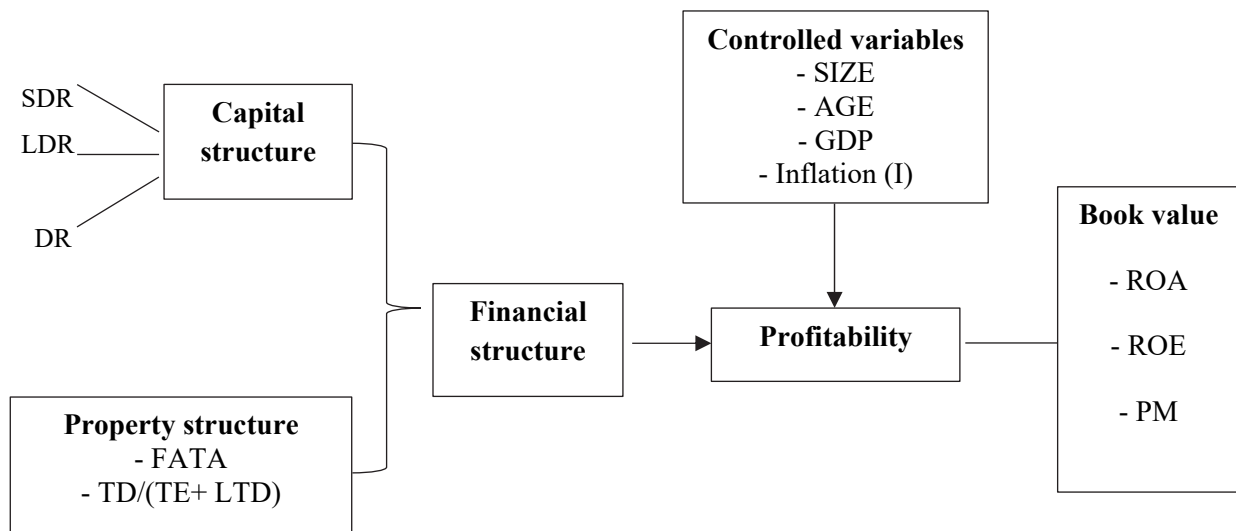 SDR
LDR
DR
Capital
structure
Property structure
- FATA
- TD/(TE+ LTD)
Financial
structure
Controlled variables
- SIZE
- AGE
- GDP
- Inflation (I)
Profitability
Book value
- ROA
- ROE
- PM